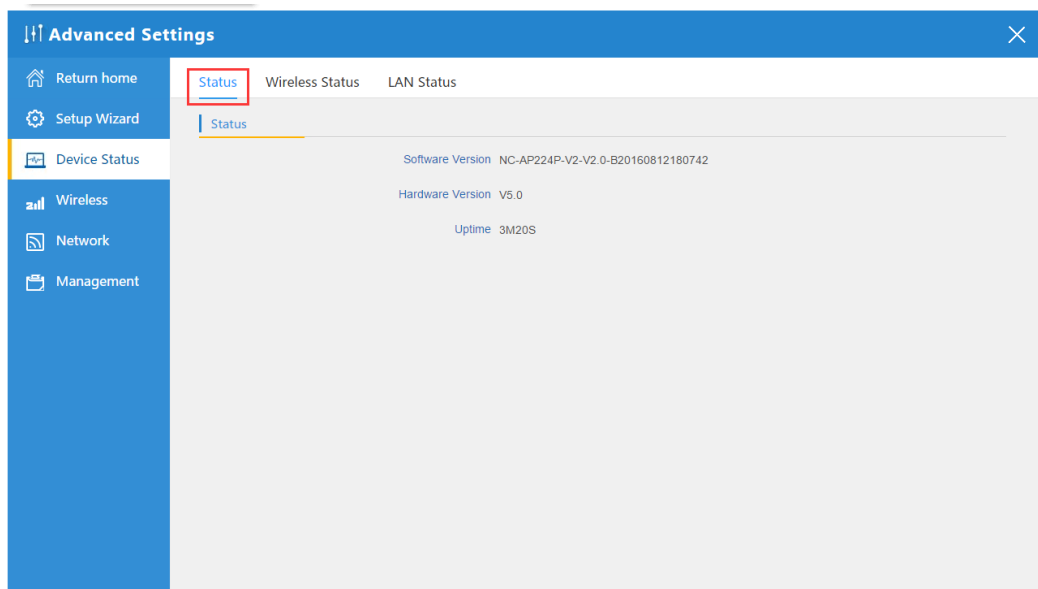 Advanced Settings
Return home
Setup Wizard
Device Status
Wireless
Network
Management
Status Wireless Status LAN Status
Status
Software Version NC-AP224P-V2-V2.0-B20160812180742
Hardware Version V5.0
Uptime 3M20S